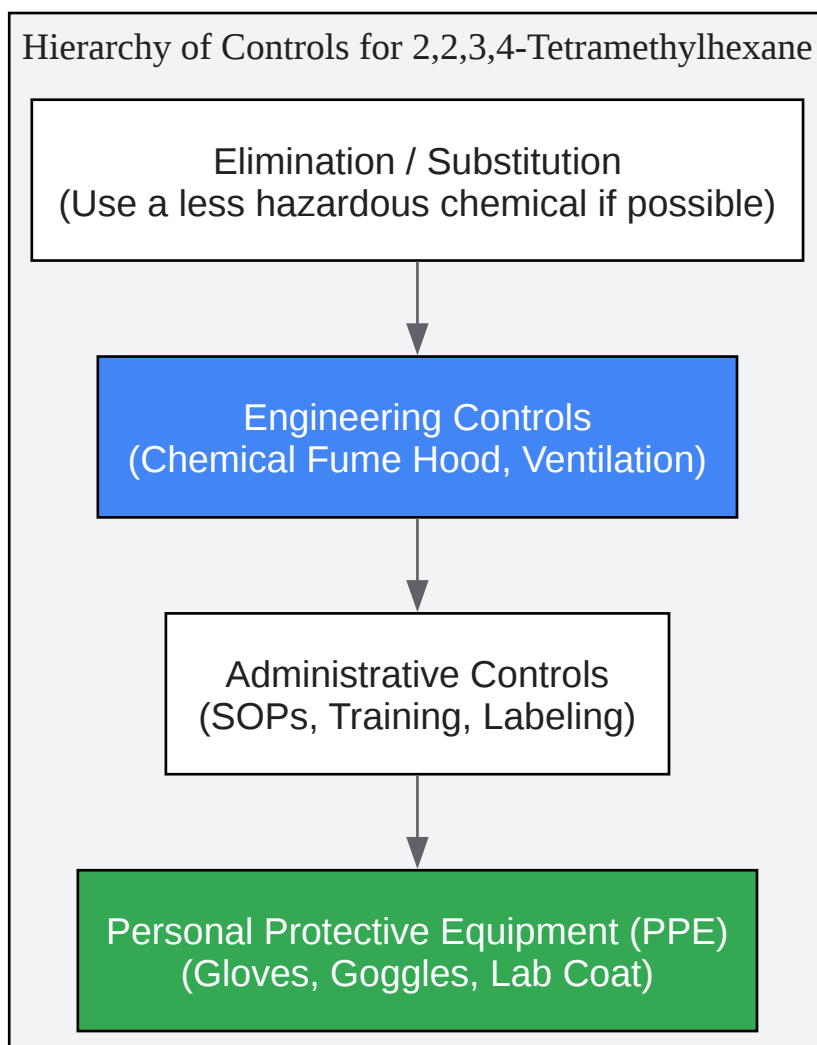 Hierarchy of Controls for 2,2,3,4-Tetramethylhexane
Elimination / Substitution
(Use a less hazardous chemical if possible)
Engineering Controls
(Chemical Fume Hood, Ventilation)
Administrative Controls
(SOPs, Training, Labeling)
Personal Protective Equipment (PPE)
(Gloves, Goggles, Lab Coat)